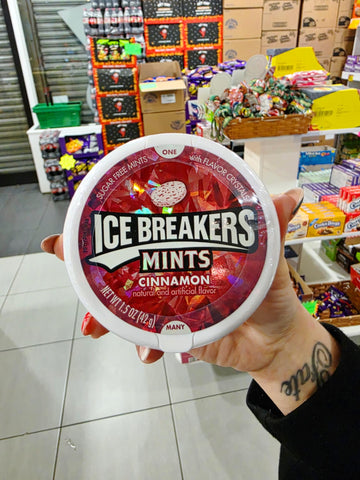 SUGAR FREE MINTS
ONE
with FLAVOR CRYSTALS
ICE BREAKERS
MINTS
CINNAMON
natural and artificial flavor
NET WT. 1.5 OZ (42 g)
MANY
Fate